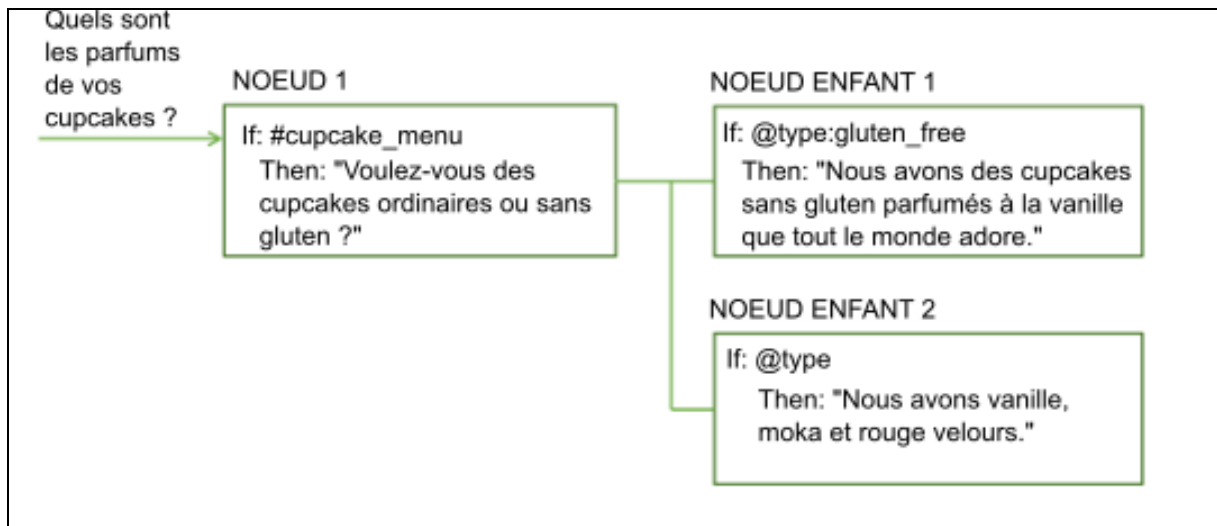 Quels sont
les parfums
de vos
cupcakes ?
NOEUD 1
If: #cupcake_menu
Then: "Voulez-vous des
cupcakes ordinaires ou sans
gluten ?"
NOEUD ENFANT 1
If: @type:gluten_free
Then: "Nous avons des cupcakes
sans gluten parfumés à la vanille
que tout le monde adore."
NOEUD ENFANT 2
If: @type
Then: "Nous avons vanille,
moka et rouge velours."